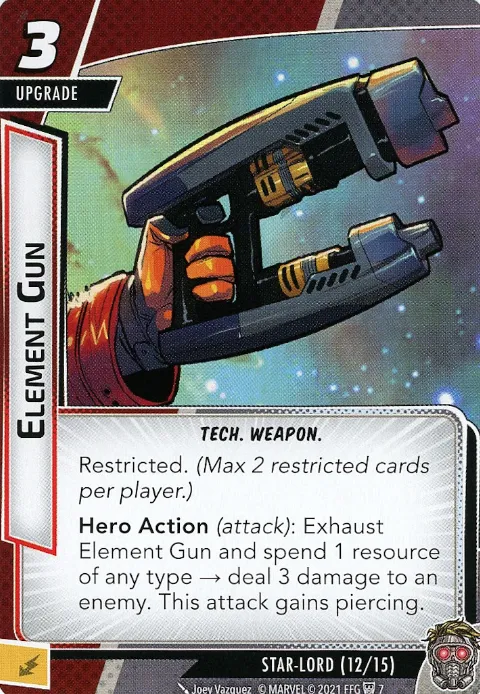 3
UPGRADE
ELEMENT GUN
TECH. WEAPON.
Restricted. (Max 2 restricted cards
per player.)
Hero Action (attack): Exhaust
Element Gun and spend 1 resource
of any type → deal 3 damage to an
enemy. This attack gains piercing.
STAR-LORD (12/15)
Joey Vazquez © MARVEL © 2021 FFG 7